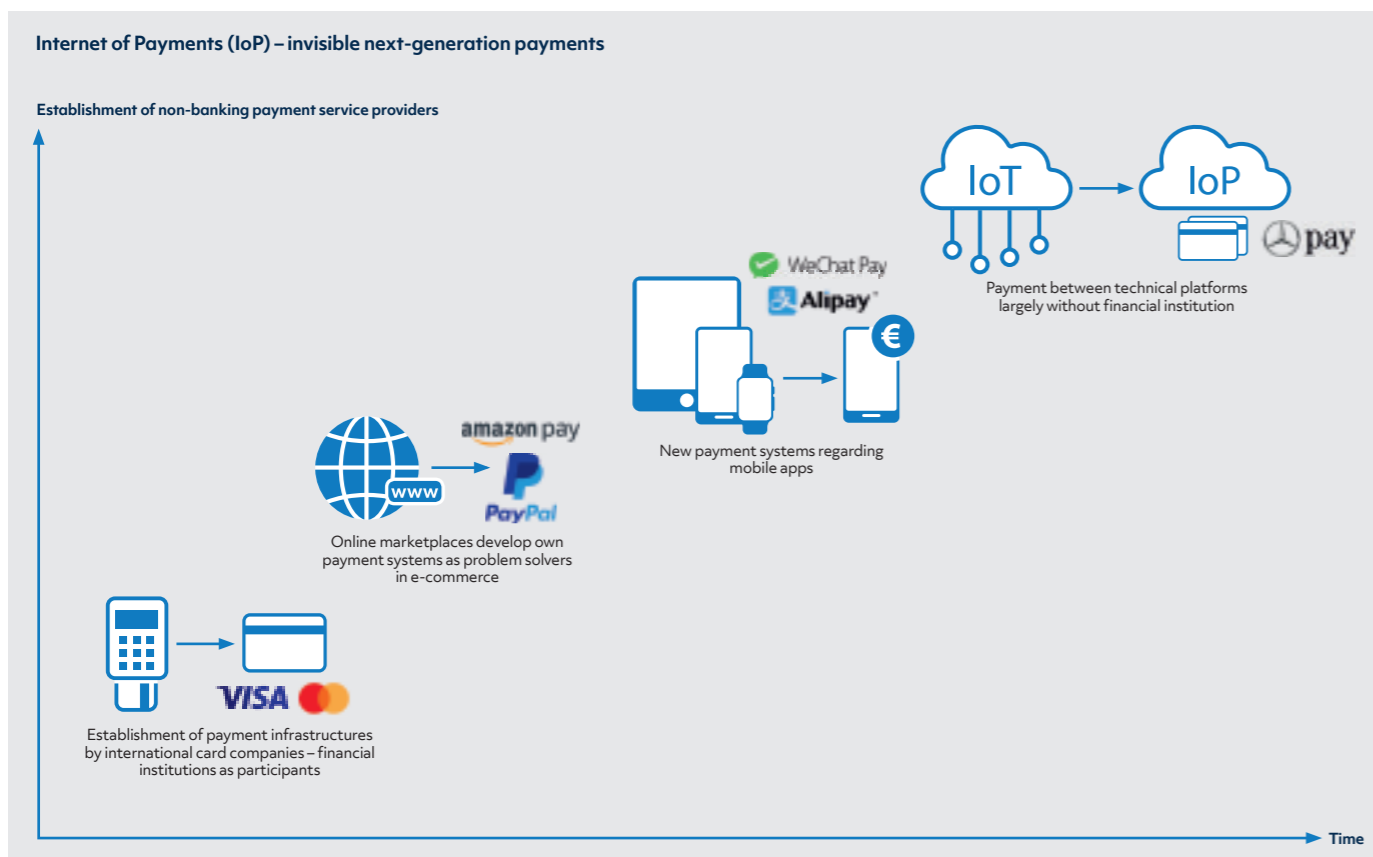 Internet of Payments (IoP) – invisible next-generation payments
Establishment of non-banking payment service providers
IoT
IoP
pay
Payment between technical platforms
largely without financial institution
WeChat Pay
Alipay
€
New payment systems regarding
mobile apps
amazon pay
www
PayPal
Online marketplaces develop own
payment systems as problem solvers
in e-commerce
VISA
Establishment of payment infrastructures
by international card companies – financial
institutions as participants
Time